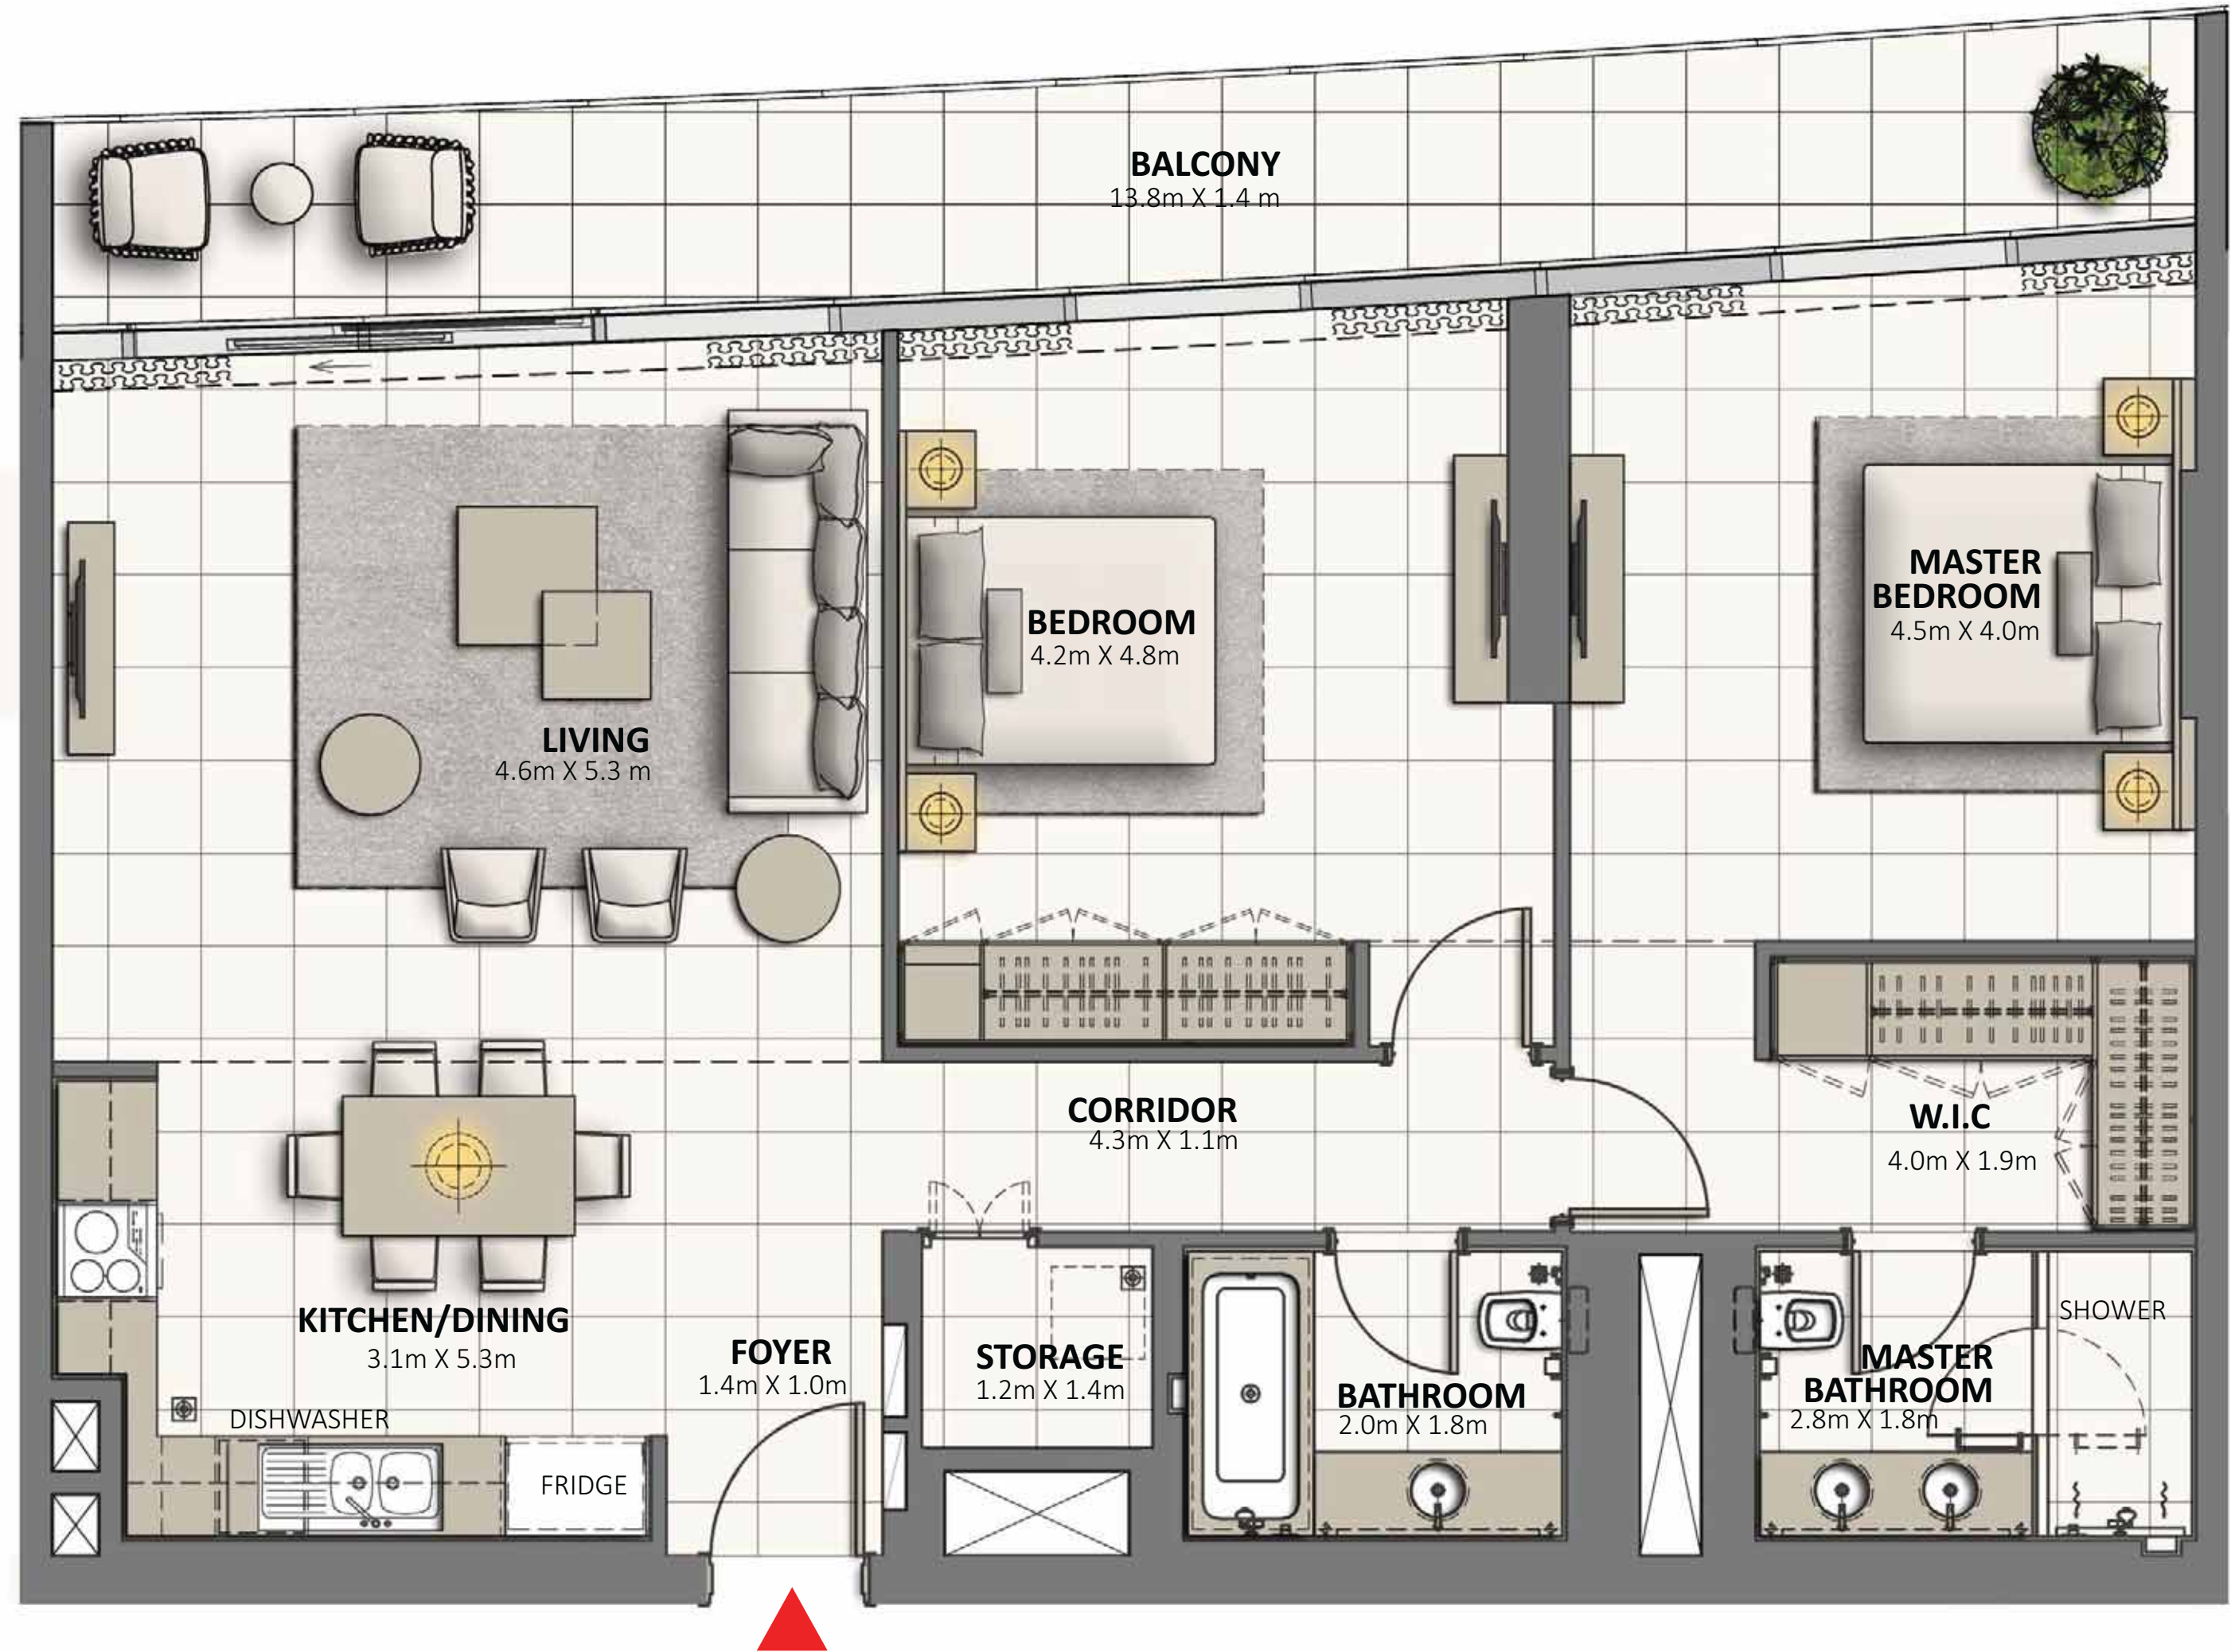 BALCONY
13.8m X 1.4 m
MASTER
BEDROOM
4.5m X 4.0m
BEDROOM
4.2m X 4.8m
LIVING
4.6m X 5.3 m
CORRIDOR
4.3m X 1.1m
W.I.C
4.0m X 1.9m
KITCHEN/DINING
3.1m X 5.3m
FOYER
1.4m X 1.0m
STORAGE
1.2m X 1.4m
BATHROOM
2.0m X 1.8m
MASTER
BATHROOM
2.8m X 1.8m
SHOWER
DISHWASHER
FRIDGE